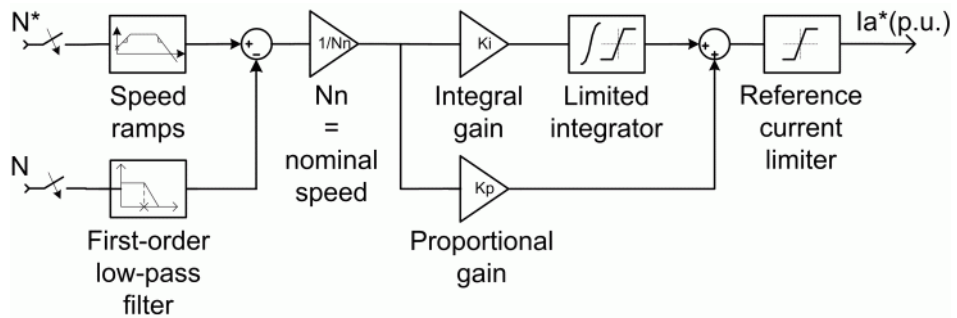 N*
Ia*(p.u.)
+
-
1/Nn
Ki
+
+
Speed
ramps
Nn
=
nominal
speed
Integral
gain
Limited
integrator
Reference
current
limiter
N
Kp
First-order
low-pass
filter
Proportional
gain